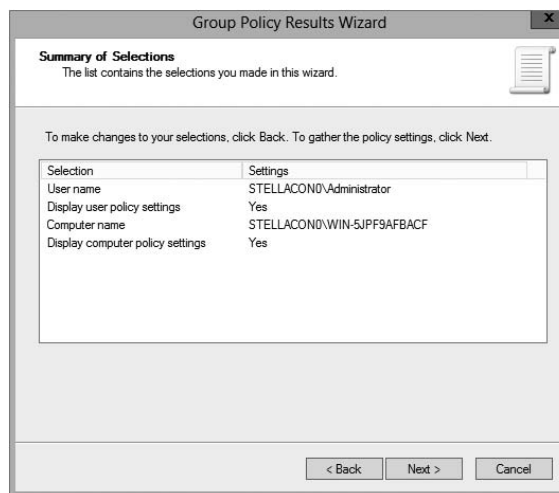 Group Policy Results Wizard
X
Summary of Selections
The list contains the selections you made in this wizard.
To make changes to your selections, click Back. To gather the policy settings, click Next.
Selection Settings
User name STELLACON0\Administrator
Display user policy settings Yes
Computer name STELLACON0\WIN-5JPF9AFBACF
Display computer policy settings Yes
< Back Next > Cancel